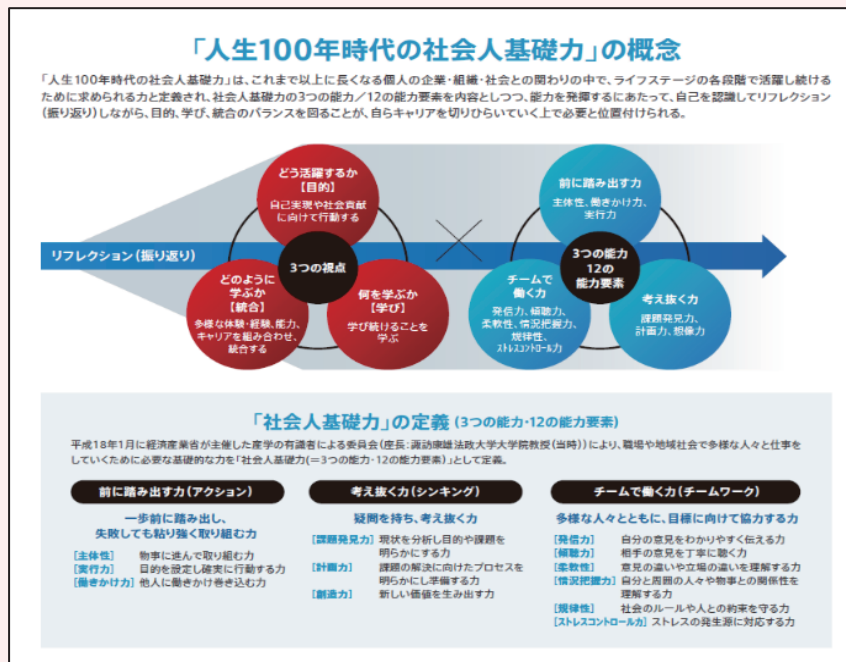 「人生100年時代の社会人基礎力」の概念
「人生100年時代の社会人基礎力」は、これまで以上に長くなる個人の企業・組織・社会との関わりの中で、ライフステージの各段階で活躍し続ける
ために求められる力と定義され、社会人基礎力の3つの能力／12の能力要素を内容としつつ、能力を発揮するにあたって、自己を認識してリフレクション
(振り返り)しながら、目的、学び、統合のバランスを図ることが、自らキャリアを切りひらいていく上で必要と位置付けられる。
リフレクション(振り返り)
どう活躍するか
【目的】
自己実現や社会貢献
に向けて行動する
3つの視点
どのように
学ぶか
【統合】
多様な体験・経験、能力、
キャリアを組み合わせ、
統合する
何を学ぶか
【学び】
学び続けることを
学ぶ
前に踏み出す力
主体性、働きかけ力、
実行力
3つの能力
12の
能力要素
チームで
働く力
発信力、傾聴力、
柔軟性、情況把握力、
規律性、
ストレスコントロール力
考え抜く力
課題発見力、
計画力、想像力
「社会人基礎力」の定義 (3つの能力・12の能力要素)
平成18年1月に経済産業省が主催した産学の有識者による委員会(座長：諏訪康雄法政大学大学院教授(当時))により、職場や地域社会で多様な人々と仕事を
していくために必要な基礎的な力を「社会人基礎力(＝3つの能力・12の能力要素)」として定義。
前に踏み出す力(アクション)
一歩前に踏み出し、
失敗しても粘り強く取り組む力
[主体性] 物事に進んで取り組む力
[実行力] 目的を設定し確実に行動する力
[働きかけ力] 他人に働きかけ巻き込む力
考え抜く力(シンキング)
疑問を持ち、考え抜く力
[課題発見力] 現状を分析し目的や課題を
明らかにする力
[計画力] 課題の解決に向けたプロセスを
明らかにし準備する力
[創造力] 新しい価値を生み出す力
チームで働く力(チームワーク)
多様な人々とともに、目標に向けて協力する力
[発信力] 自分の意見をわかりやすく伝える力
[傾聴力] 相手の意見を丁寧に聴く力
[柔軟性] 意見の違いや立場の違いを理解する力
[情況把握力] 自分と周囲の人々や物事との関係性を
理解する力
[規律性] 社会のルールや人との約束を守る力
[ストレスコントロール力] ストレスの発生源に対応する力